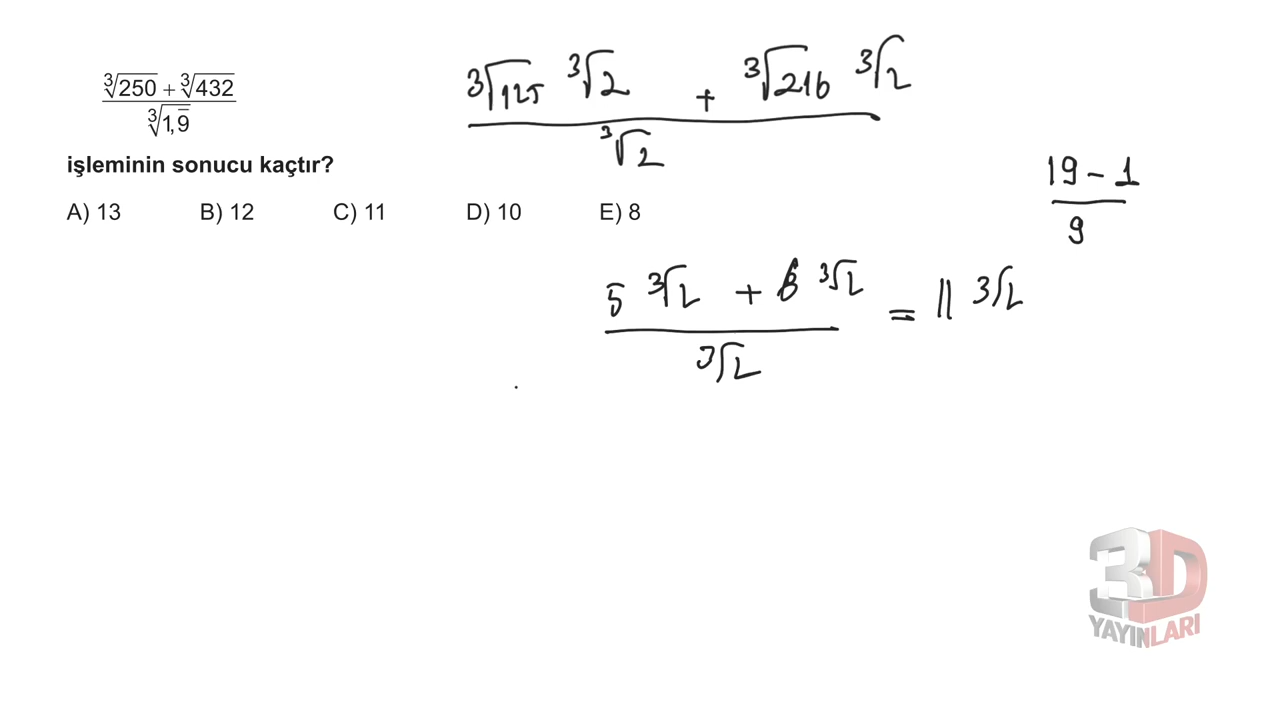 ∛250 + ∛432
∛1,9̅
işleminin sonucu kaçtır?
A) 13 B) 12 C) 11 D) 10 E) 8
∛125 ∛2 + ∛216 ∛2
∛2
19 - 1
9
5 ∛2 + 6 ∛2 = 11 ∛2
∛2
3D
YAYINLARI